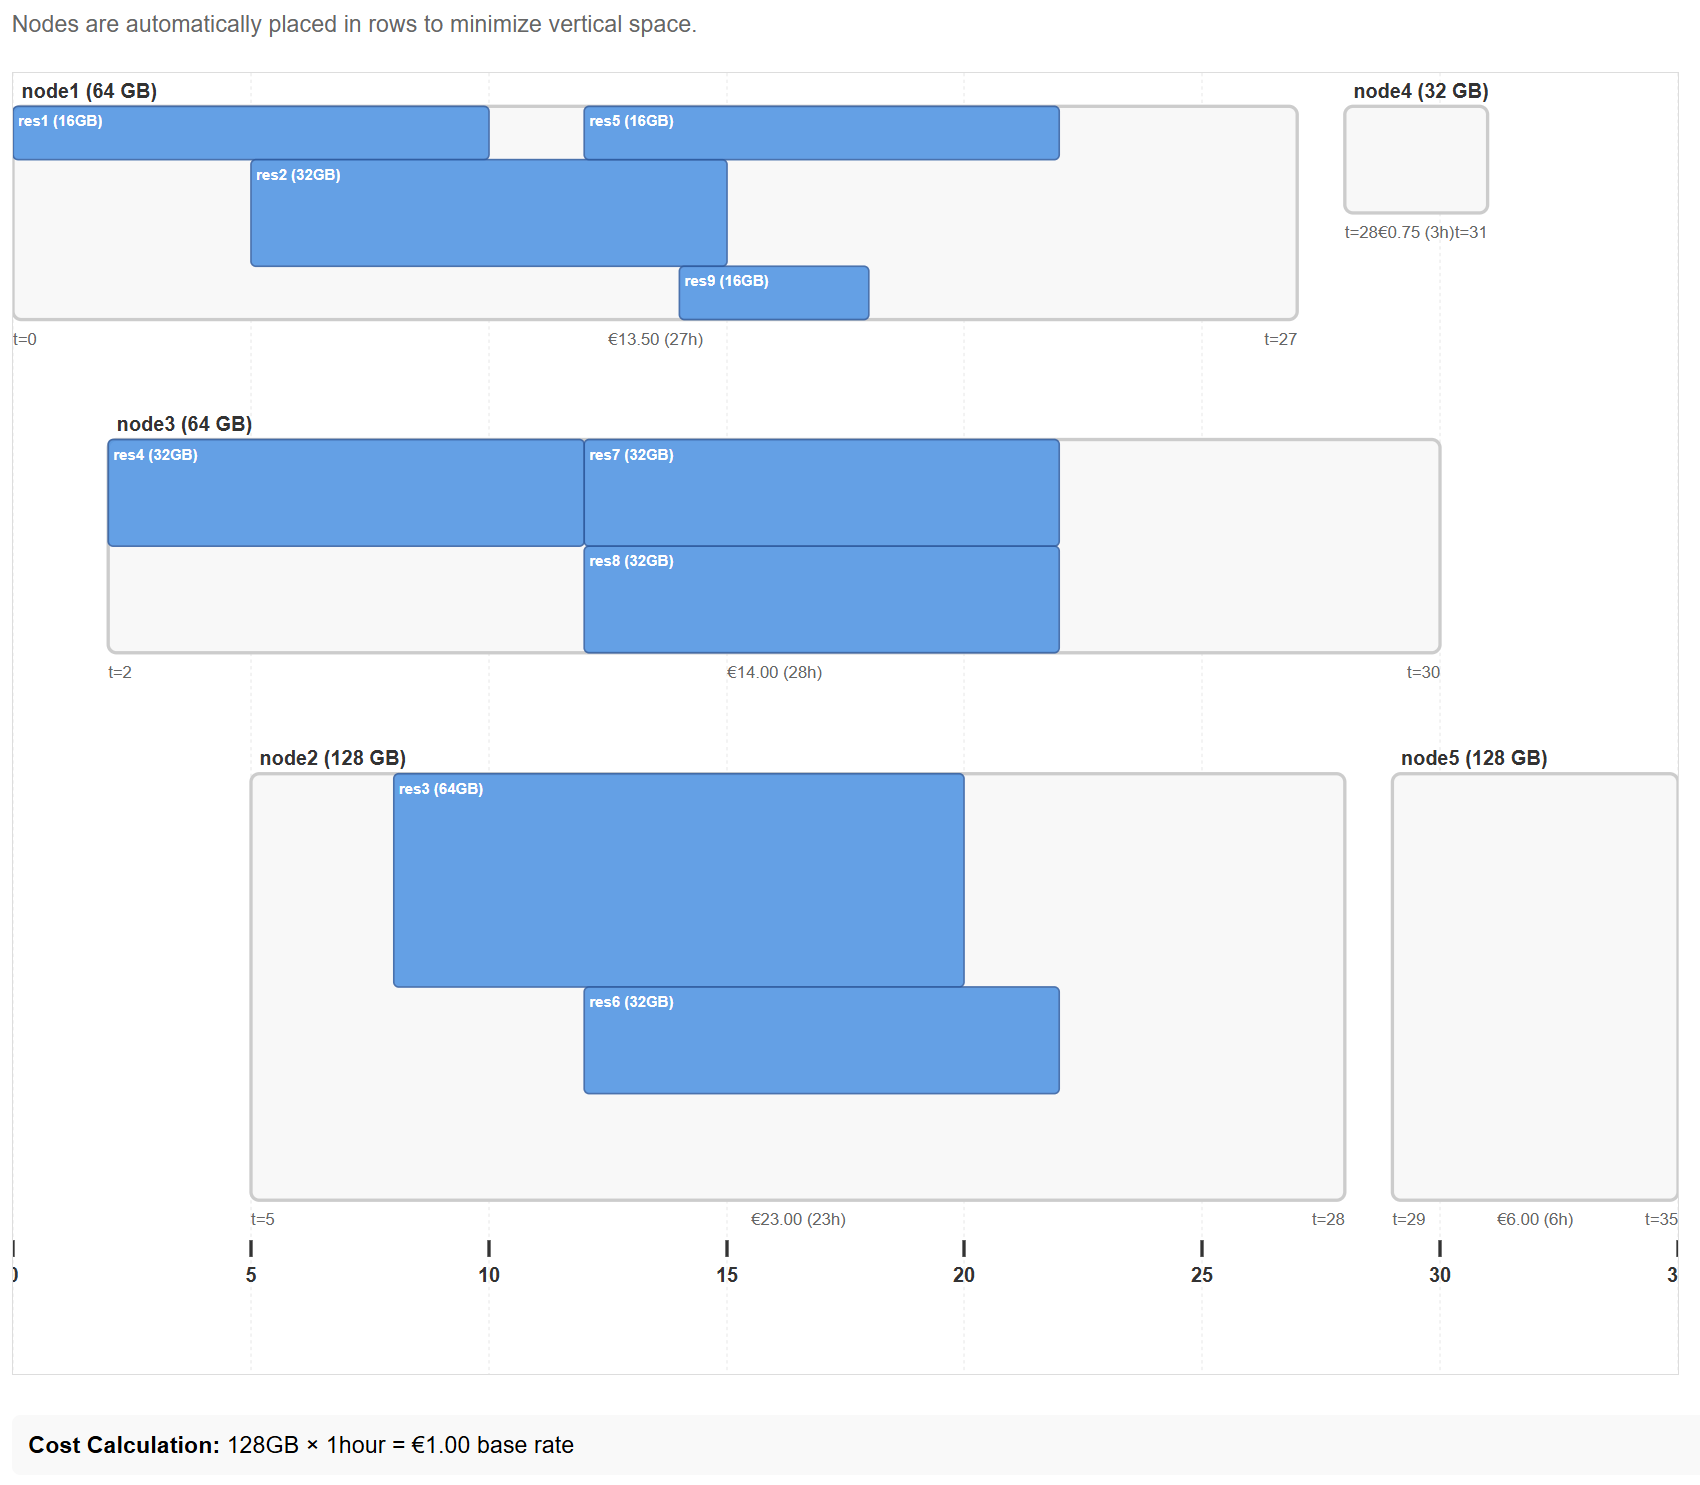 Nodes are automatically placed in rows to minimize vertical space.
node1 (64 GB)
node4 (32 GB)
res1 (16GB)
res5 (16GB)
res2 (32GB)
res9 (16GB)
t=28€0.75 (3h)t=31
t=0 €13.50 (27h) t=27
node3 (64 GB)
res4 (32GB)
res7 (32GB)
res8 (32GB)
t=2 €14.00 (28h) t=30
node2 (128 GB)
node5 (128 GB)
res3 (64GB)
res6 (32GB)
t=5 €23.00 (23h) t=28
t=29 €6.00 (6h) t=35
0 5 10 15 20 25 30 3
Cost Calculation: 128GB × 1hour = €1.00 base rate